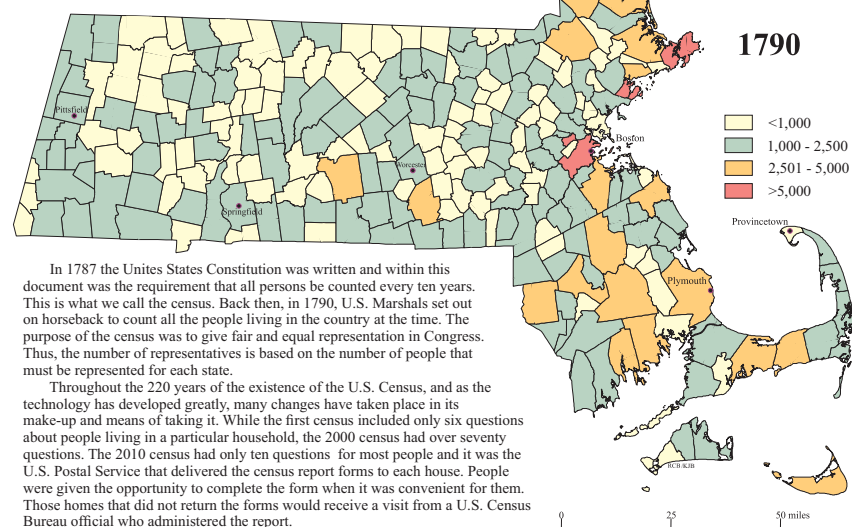 1790
<1,000
1,000 - 2,500
2,501 - 5,000
>5,000
Pittsfield
Worcester
Springfield
Boston
Provincetown
Plymouth
In 1787 the Unites States Constitution was written and within this
document was the requirement that all persons be counted every ten years.
This is what we call the census. Back then, in 1790, U.S. Marshals set out
on horseback to count all the people living in the country at the time. The
purpose of the census was to give fair and equal representation in Congress.
Thus, the number of representatives is based on the number of people that
must be represented for each state.
Throughout the 220 years of the existence of the U.S. Census, and as the
technology has developed greatly, many changes have taken place in its
make-up and means of taking it. While the first census included only six questions
about people living in a particular household, the 2000 census had over seventy
questions. The 2010 census had only ten questions for most people and it was the
U.S. Postal Service that delivered the census report forms to each house. People
were given the opportunity to complete the form when it was convenient for them.
Those homes that did not return the forms would receive a visit from a U.S. Census
Bureau official who administered the report.
RCB/KJB
0 25 50 miles